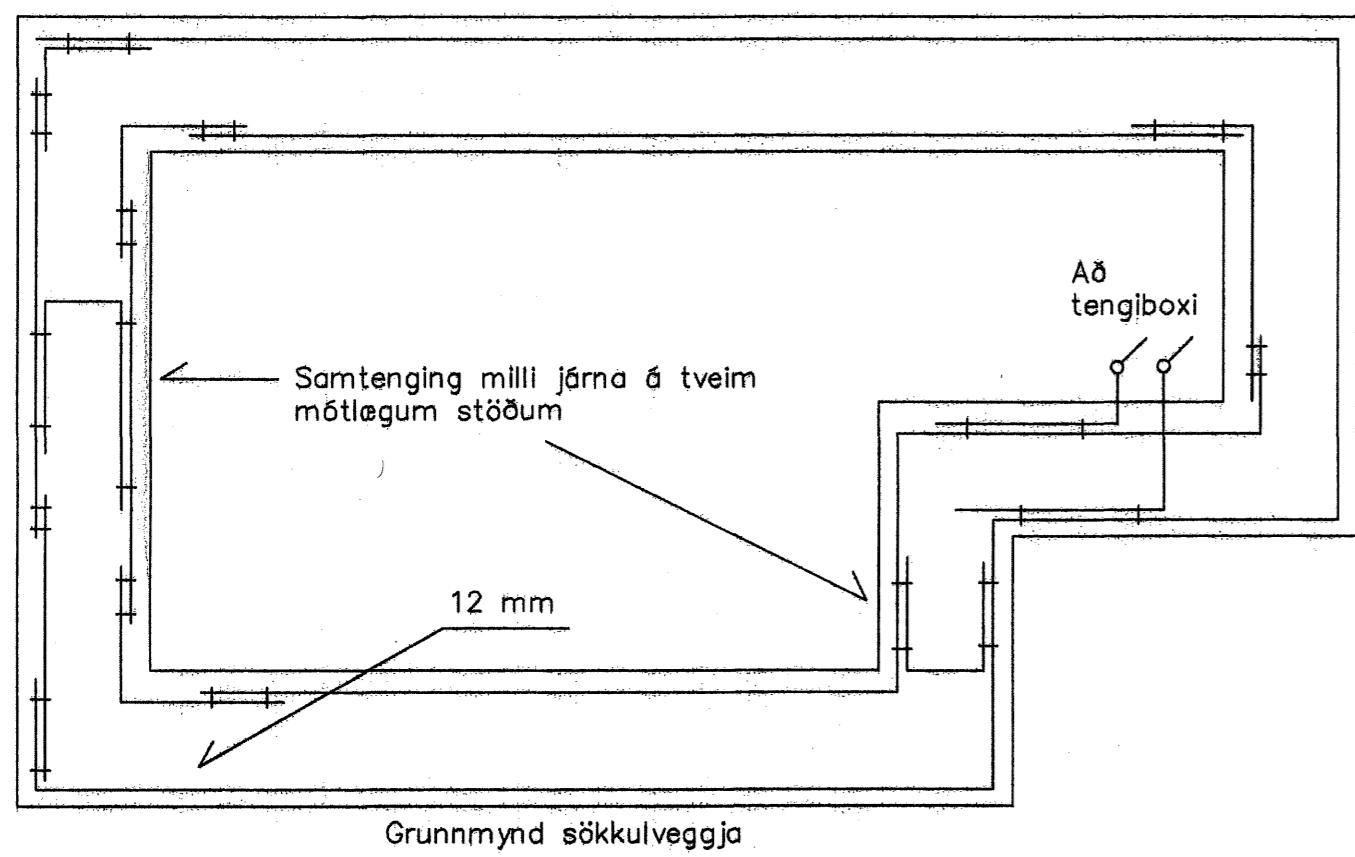 Að
tengiboxi
Samtenging milli járna á tveim
mótlægum stöðum
12 mm
Grunnmynd sökkulveggja